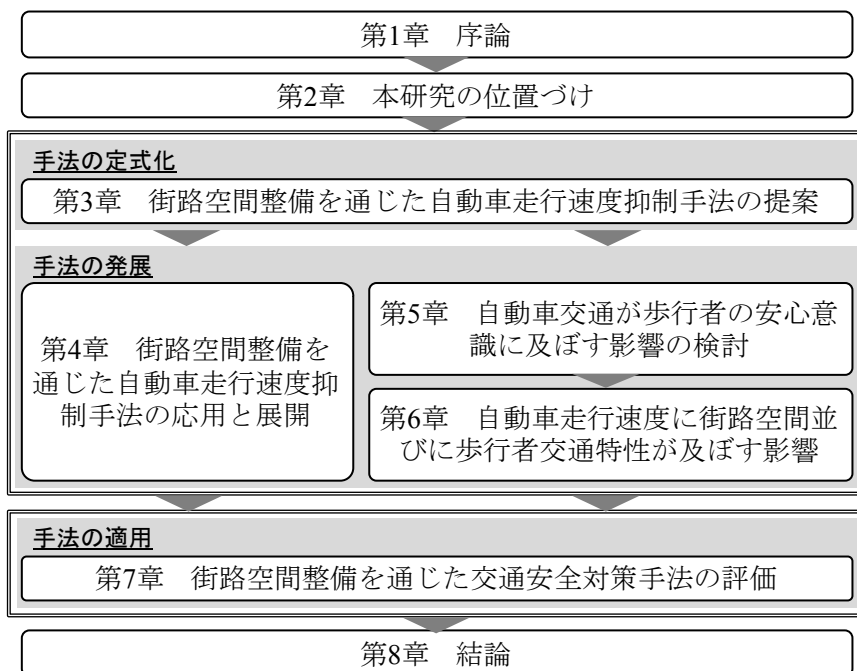 第1章　序論
第2章　本研究の位置づけ
手法の定式化
第3章　街路空間整備を通じた自動車走行速度抑制手法の提案
手法の発展
第4章　街路空間整備を
通じた自動車走行速度抑
制手法の応用と展開
第5章　自動車交通が歩行者の安心意
識に及ぼす影響の検討
第6章　自動車走行速度に街路空間並
びに歩行者交通特性が及ぼす影響
手法の適用
第7章　街路空間整備を通じた交通安全対策手法の評価
第8章　結論